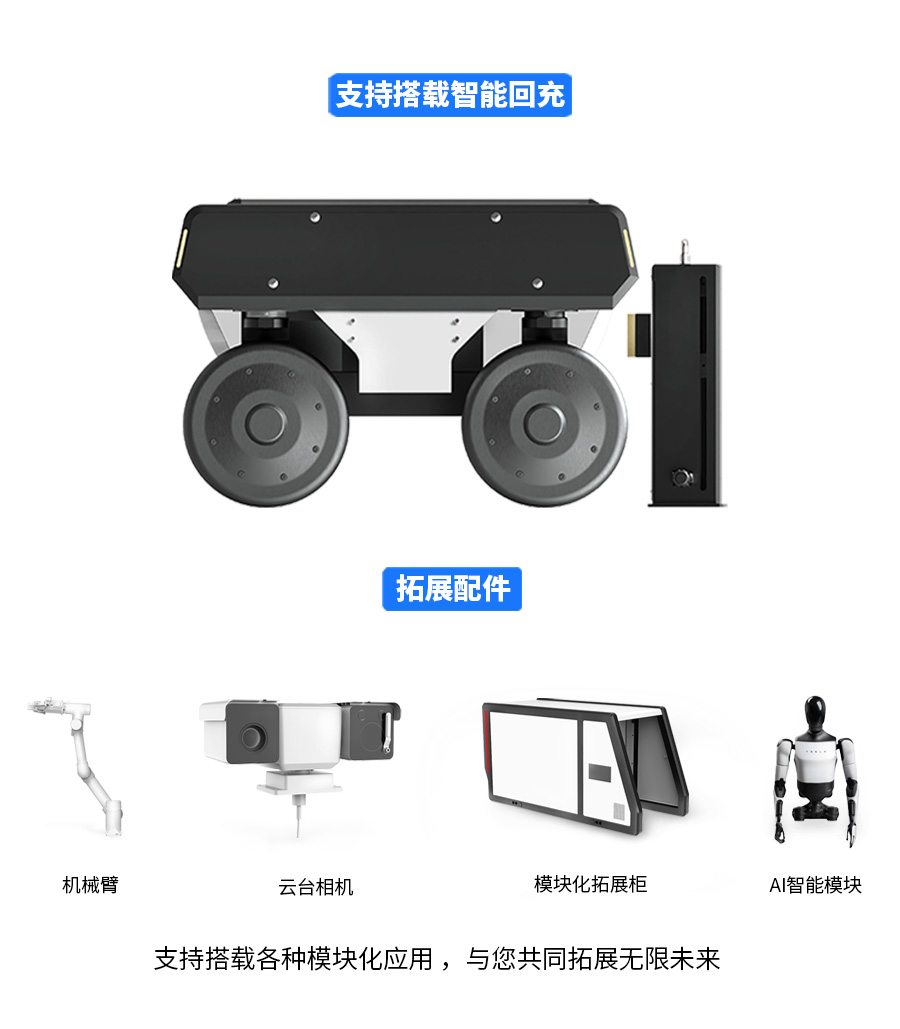 支持搭载智能回充
拓展配件
机械臂
云台相机
模块化拓展柜
AI智能模块
支持搭载各种模块化应用，与您共同拓展无限未来